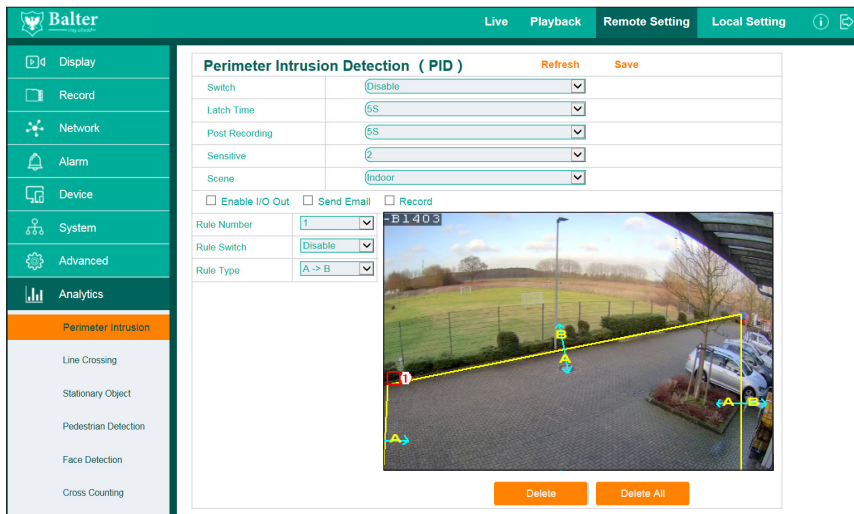 Balter
stay ahead
Live
Playback
Remote Setting
Local Setting
Display
Record
Network
Alarm
Device
System
Advanced
Analytics
Perimeter Intrusion
Line Crossing
Stationary Object
Pedestrian Detection
Face Detection
Cross Counting
Perimeter Intrusion Detection ( PID )
Refresh
Save
Switch
Disable
Latch Time
5S
Post Recording
5S
Sensitive
2
Scene
Indoor
Enable I/O Out
Send Email
Record
Rule Number
1
Rule Switch
Disable
Rule Type
A -> B
-B1403
B
A
1
A
A
B
Delete
Delete All